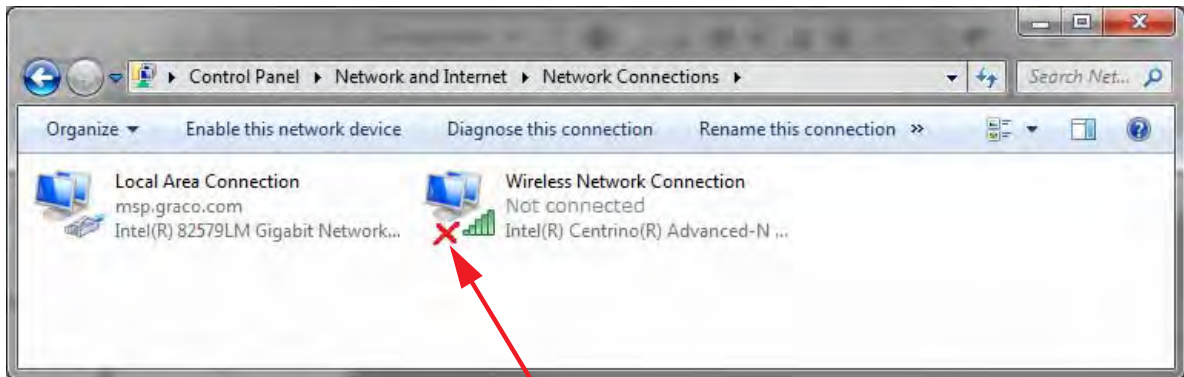 Control Panel Network and Internet Network Connections Search Net...
Organize Enable this network device Diagnose this connection Rename this connection »
Local Area Connection
msp.graco.com
Intel(R) 82579LM Gigabit Network...
Wireless Network Connection
Not connected
Intel(R) Centrino(R) Advanced-N ...